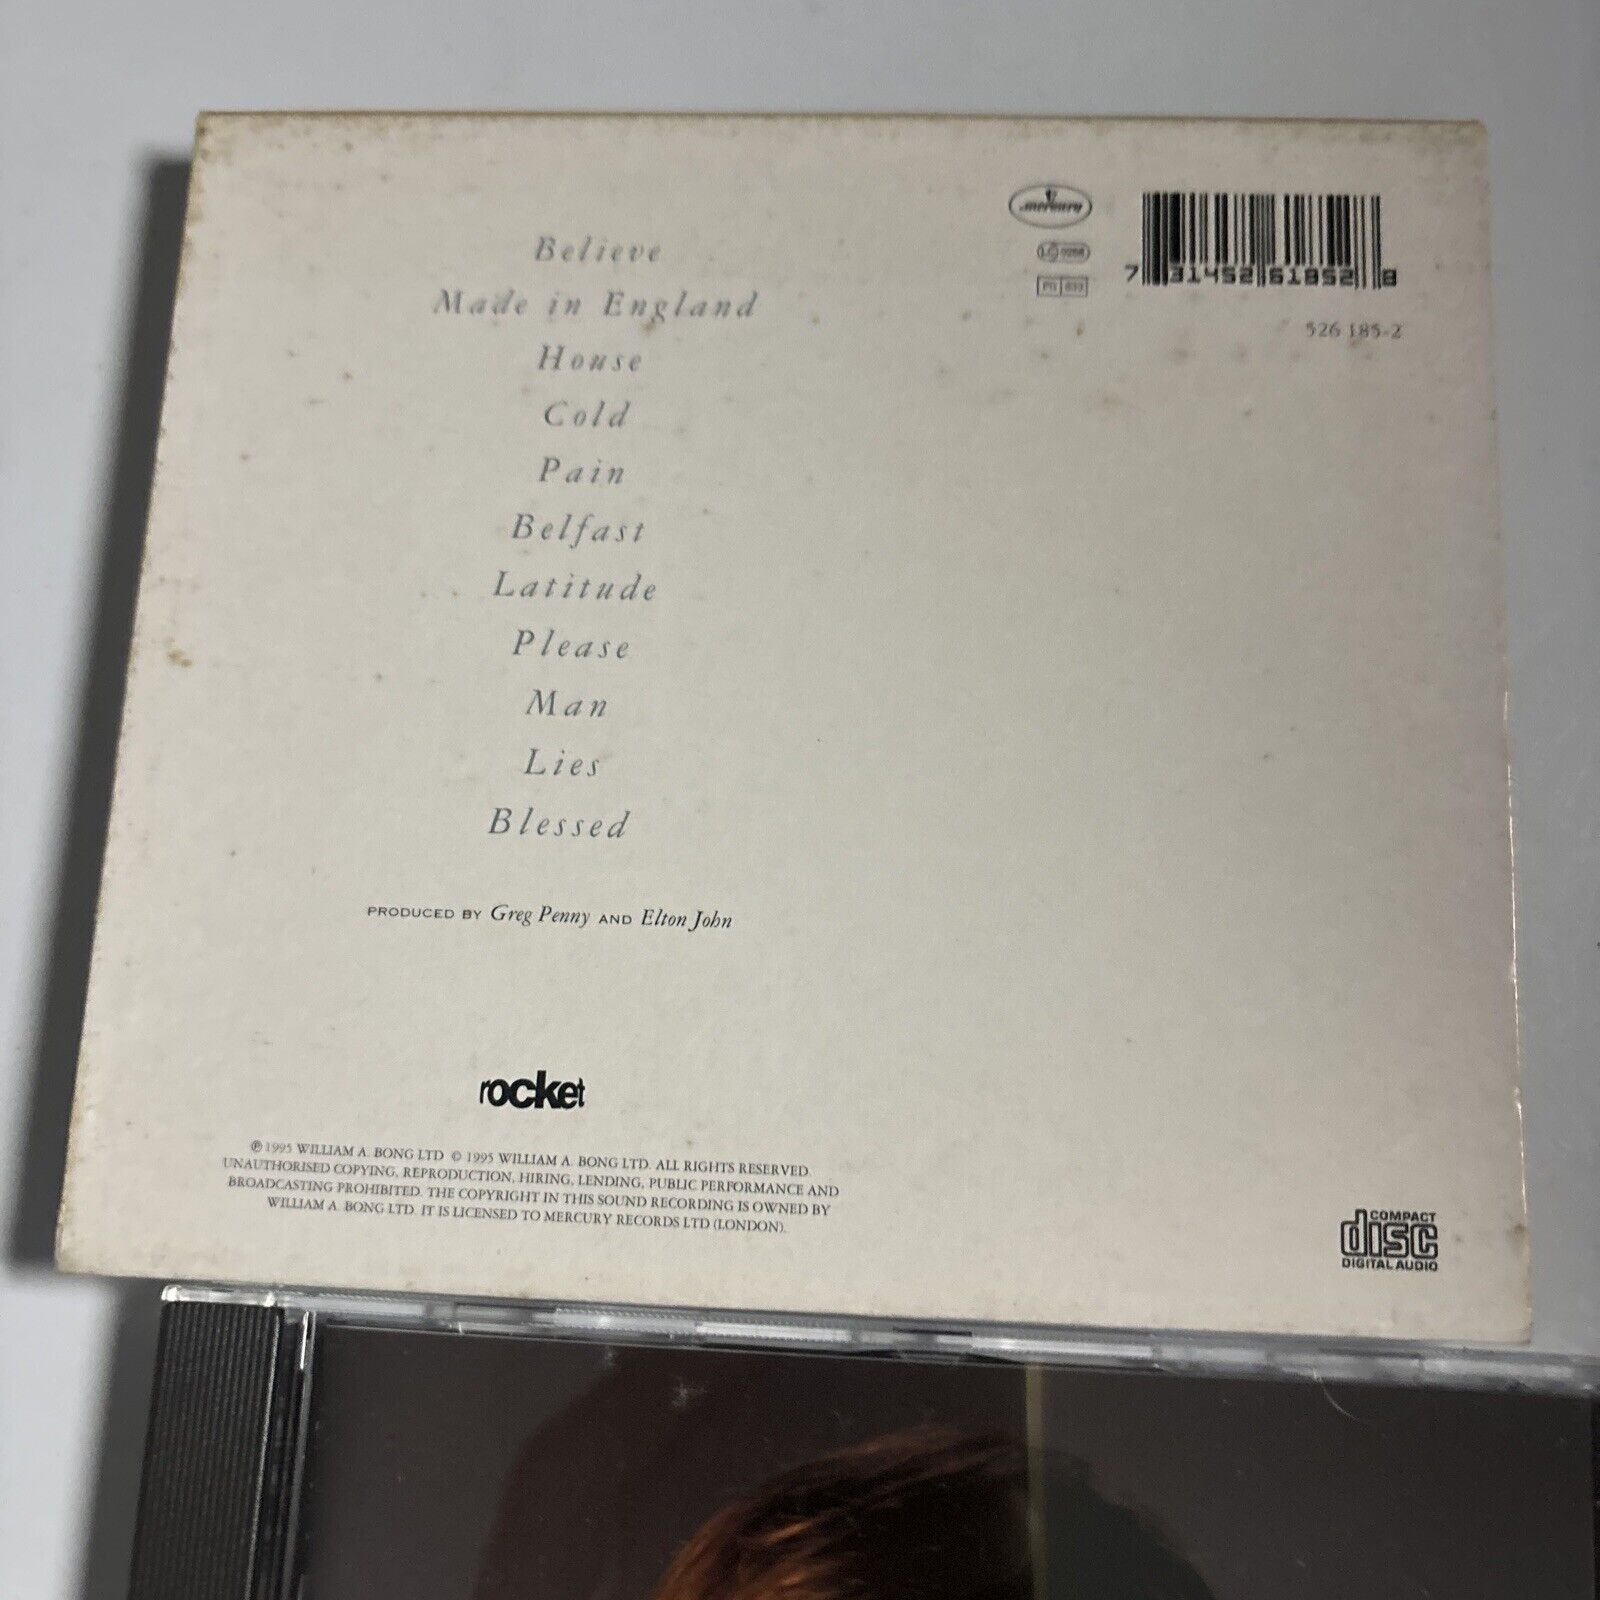 Believe
Made in England
House
Cold
Pain
Belfast
Latitude
Please
Man
Lies
Blessed
PRODUCED BY Greg Penny AND Elton John
rocket
℗ 1995 WILLIAM A. BONG LTD © 1995 WILLIAM A. BONG LTD. ALL RIGHTS RESERVED.
UNAUTHORISED COPYING, REPRODUCTION, HIRING, LENDING, PUBLIC PERFORMANCE AND
BROADCASTING PROHIBITED. THE COPYRIGHT IN THIS SOUND RECORDING IS OWNED BY
WILLIAM A. BONG LTD. IT IS LICENSED TO MERCURY RECORDS LTD (LONDON).
mercury
LC 0268
7 31452 61852 8
526 185-2
COMPACT
disc
DIGITAL AUDIO